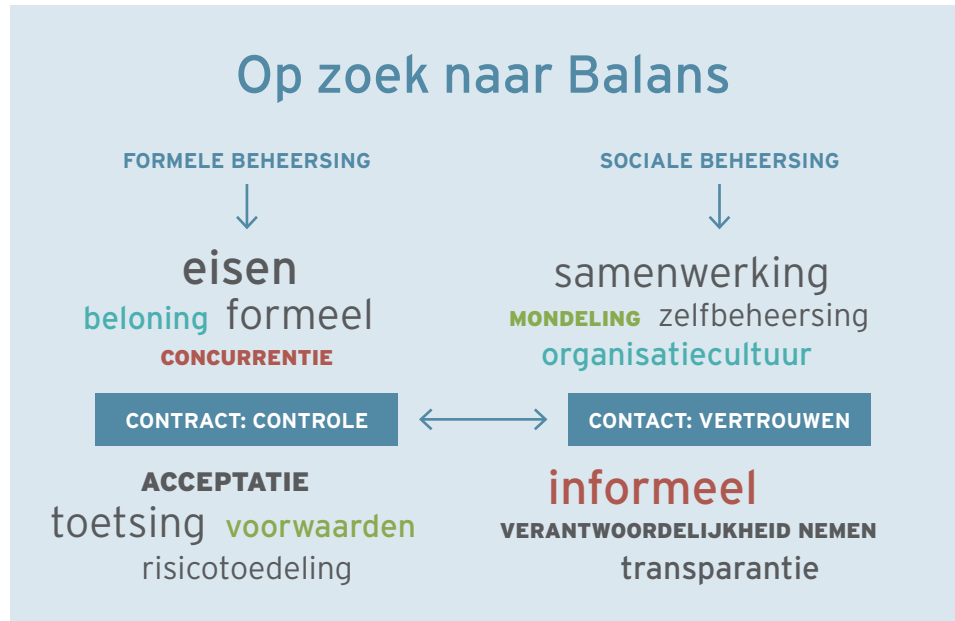 Op zoek naar Balans
FORMELE BEHEERSING
eisen
beloning formeel
CONCURRENTIE
CONTRACT: CONTROLE
ACCEPTATIE
toetsing voorwaarden
risicotoedeling
SOCIALE BEHEERSING
samenwerking
MONDELING zelfbeheersing
organisatiecultuur
CONTACT: VERTROUWEN
informeel
VERANTWOORDELIJKHEID NEMEN
transparantie